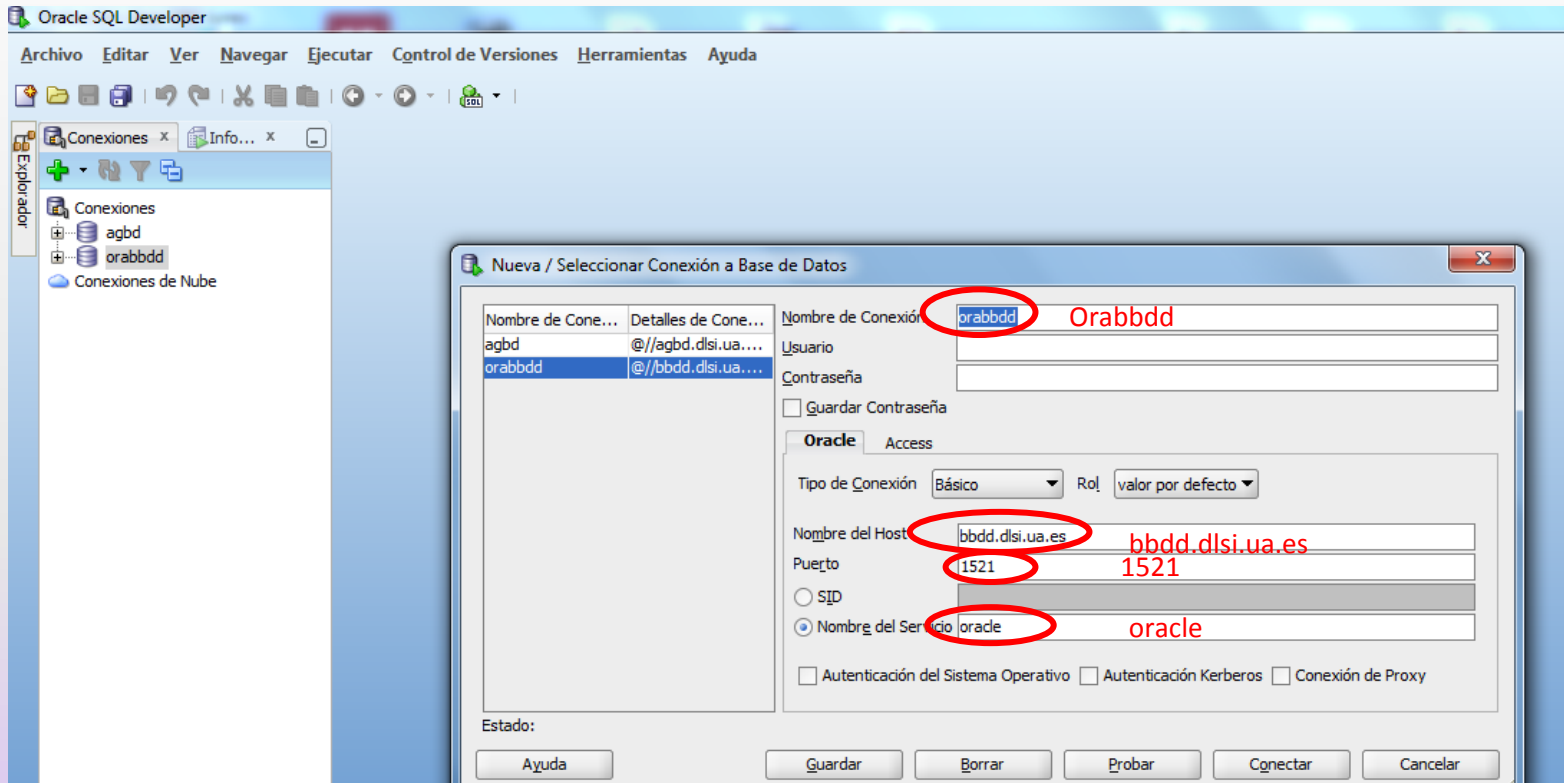 Oracle SQL Developer
Archivo Editar Ver Navegar Ejecutar Control de Versiones Herramientas Ayuda
SQL
Explorador
Conexiones x Info... x
Conexiones
agbd
orabbdd
Conexiones de Nube
Nueva / Seleccionar Conexión a Base de Datos
Nombre de Cone... Detalles de Cone...
agbd @//agbd.dlsi.ua....
orabbdd @//bbdd.dlsi.ua....
Nombre de Conexión orabbdd Orabbdd
Usuario
Contraseña
Guardar Contraseña
Oracle Access
Tipo de Conexión Básico Rol valor por defecto
Nombre del Host bbdd.dlsi.ua.es bbdd.dlsi.ua.es
Puerto 1521 1521
SID
Nombre del Servicio oracle oracle
Autenticación del Sistema Operativo Autenticación Kerberos Conexión de Proxy
Estado:
Ayuda Guardar Borrar Probar Conectar Cancelar